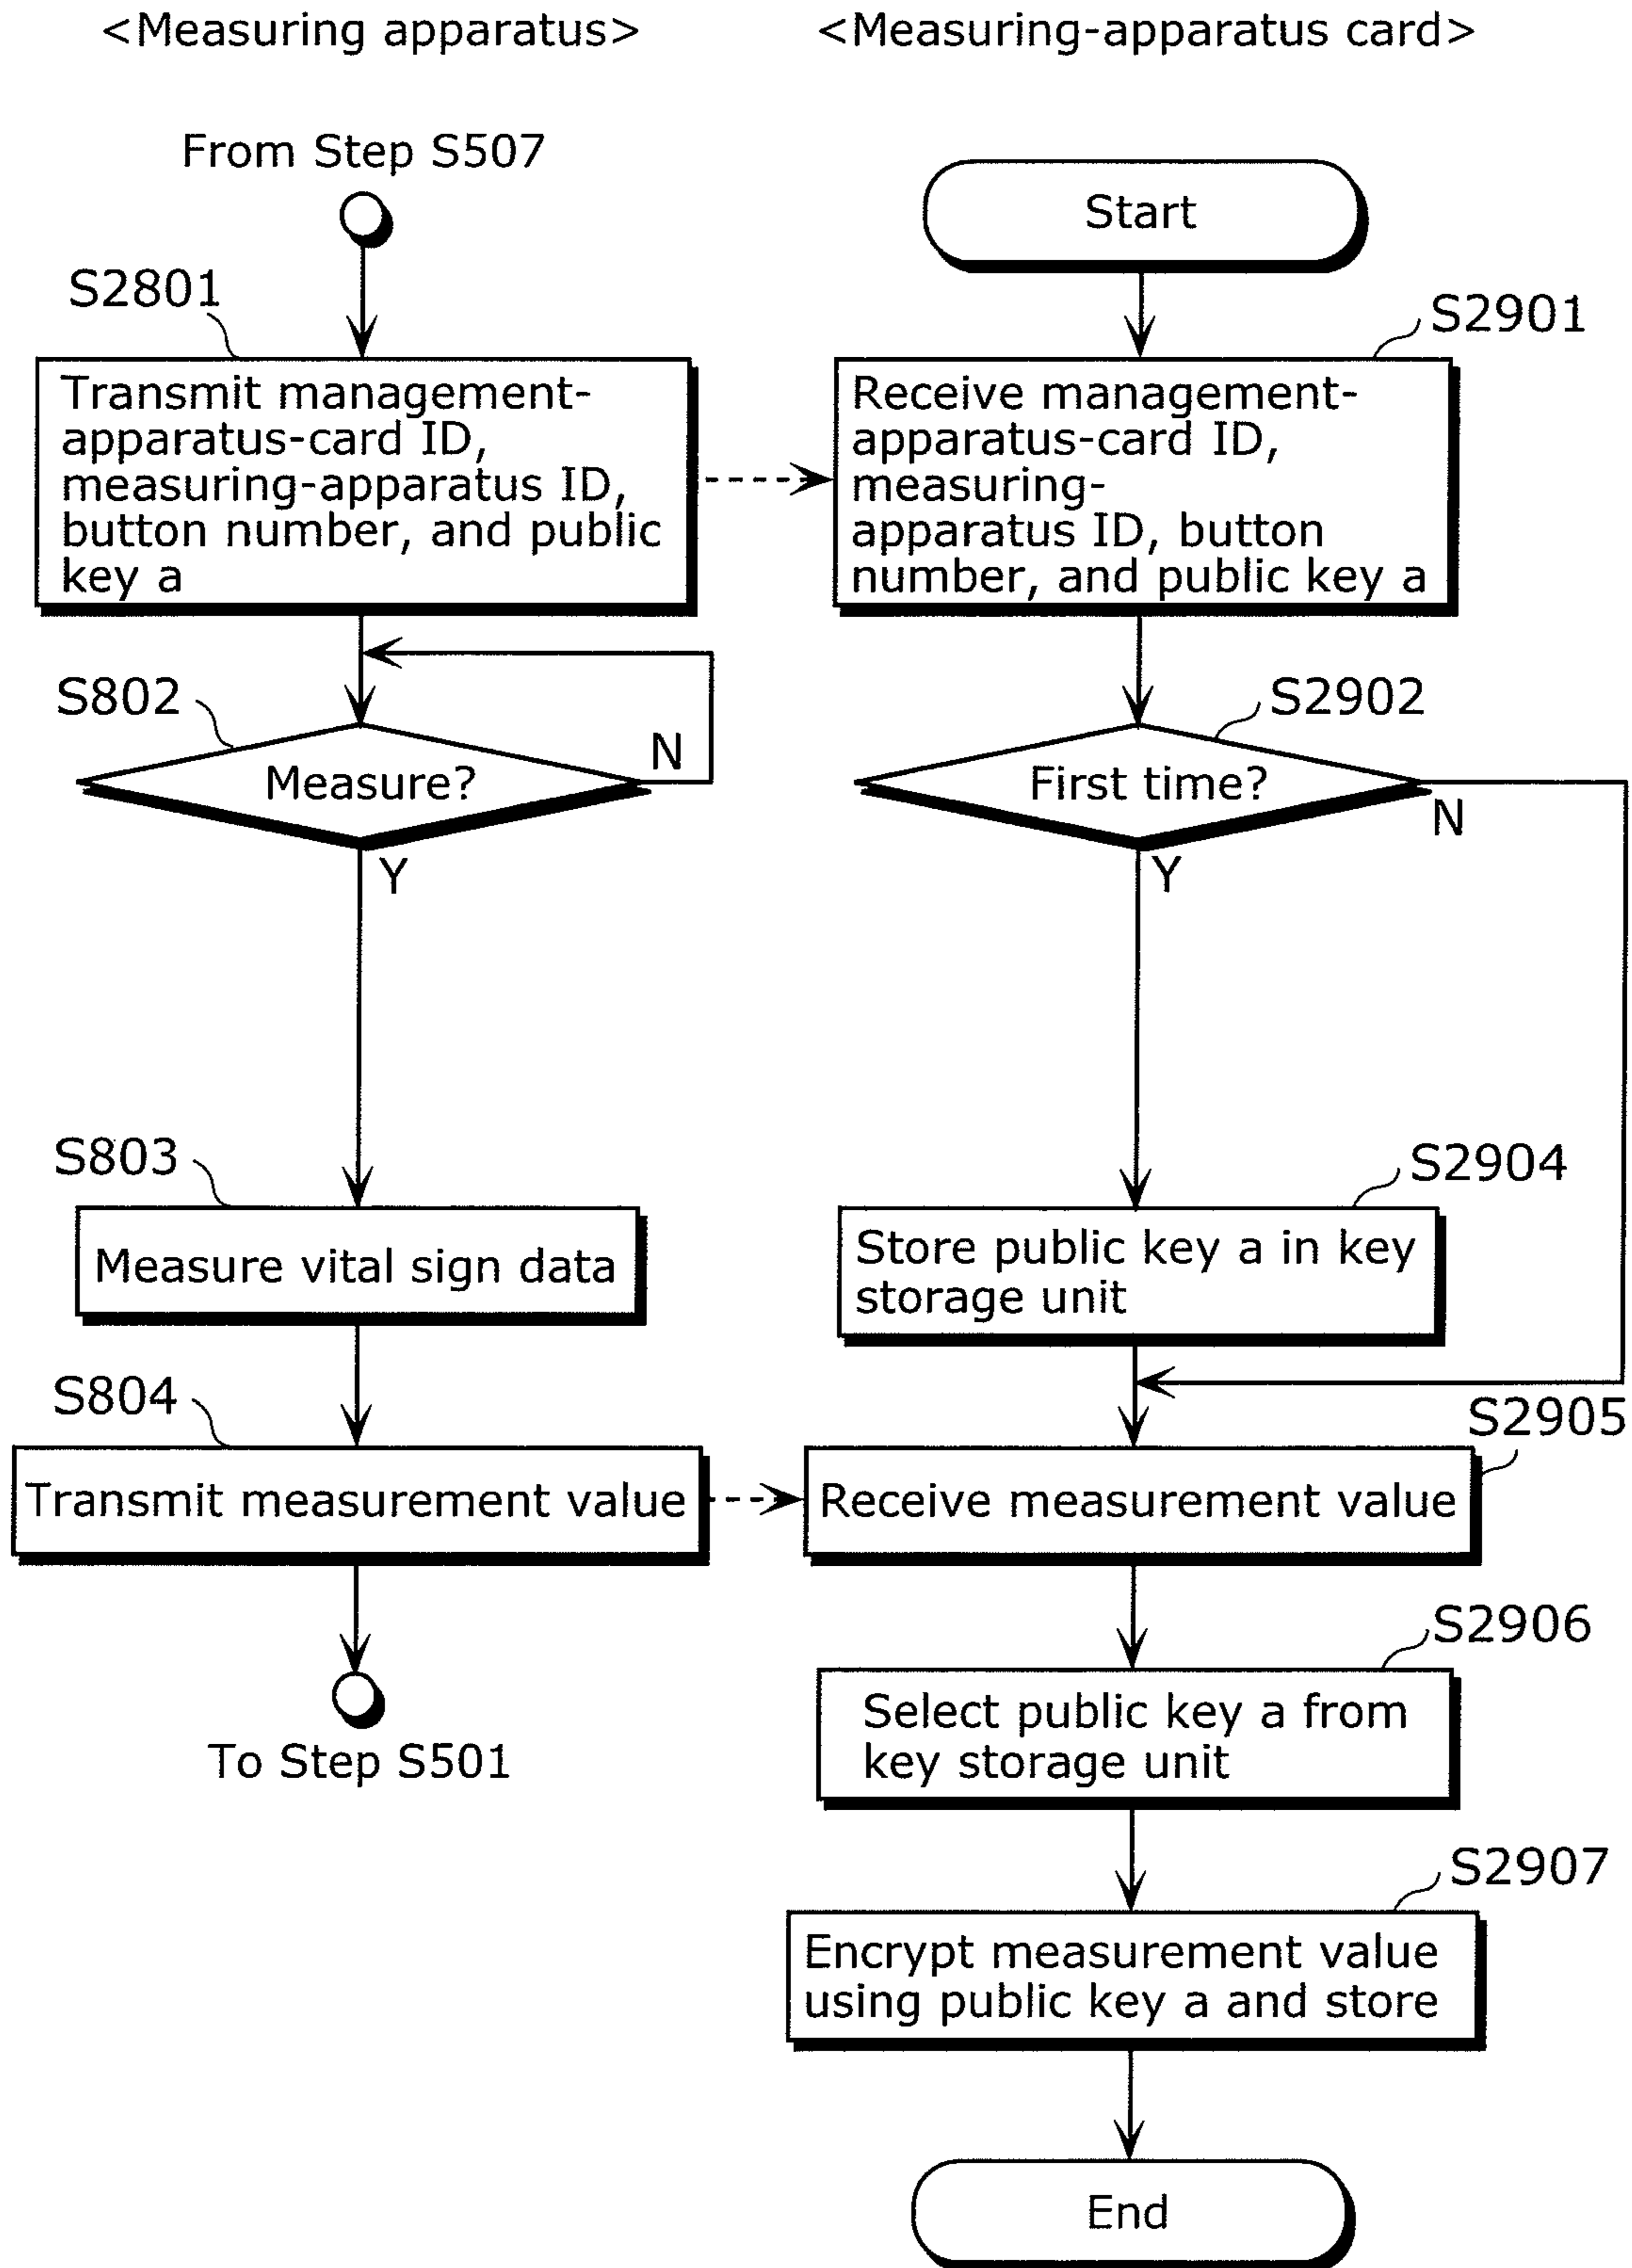 <Measuring apparatus>
<Measuring-apparatus card>
From Step S507
Start
S2801
S2901
Transmit management-
apparatus-card ID,
measuring-apparatus ID,
button number, and public
key a
Receive management-
apparatus-card ID,
measuring-
apparatus ID, button
number, and public key a
S802
Measure?
N
Y
S2902
First time?
N
Y
S803
Measure vital sign data
S2904
Store public key a in key
storage unit
S804
Transmit measurement value
S2905
Receive measurement value
To Step S501
S2906
Select public key a from
key storage unit
S2907
Encrypt measurement value
using public key a and store
End